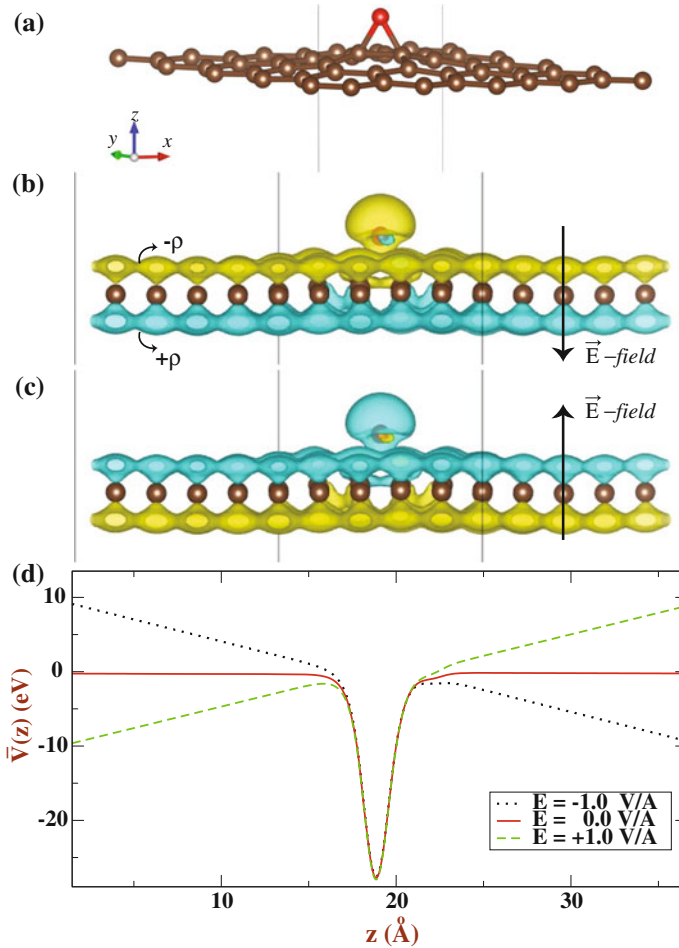 (a)
z
y
x
(b)
-ρ
+ρ
E –field
(c)
E –field
(d)
10
0
-10
-20
V̄(z) (eV)
E = -1.0 V/A
E = 0.0 V/A
E = +1.0 V/A
10
20
30
z (Å)